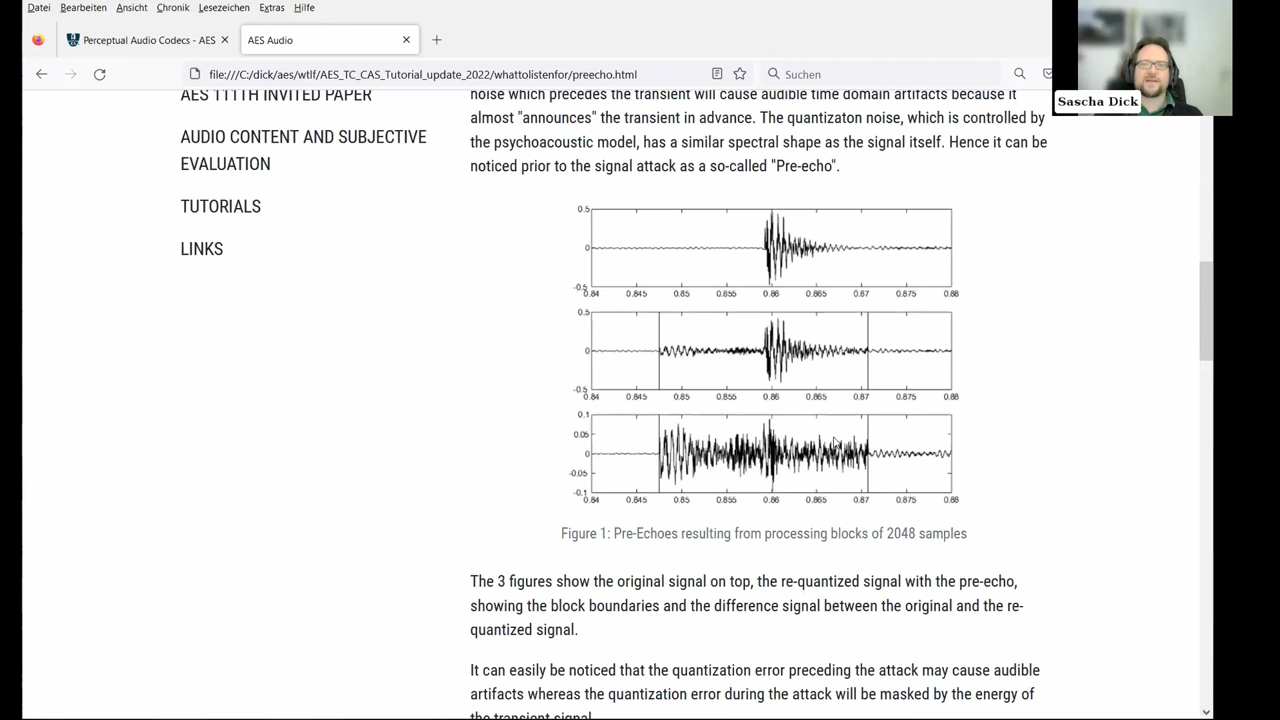 Datei Bearbeiten Ansicht Chronik Lesezeichen Extras Hilfe
Perceptual Audio Codecs - AES
AES Audio
file:///C:/dick/aes/wtlf/AES_TC_CAS_Tutorial_update_2022/whattolistenfor/preecho.html
Suchen
Sascha Dick
AES 111TH INVITED PAPER
AUDIO CONTENT AND SUBJECTIVE
EVALUATION
TUTORIALS
LINKS
noise which precedes the transient will cause audible time domain artifacts because it
almost "announces" the transient in advance. The quantizaton noise, which is controlled by
the psychoacoustic model, has a similar spectral shape as the signal itself. Hence it can be
noticed prior to the signal attack as a so-called "Pre-echo".
0.5
0
-0.5
0.84 0.845 0.85 0.855 0.86 0.865 0.87 0.875 0.88
0.5
0
-0.5
0.84 0.845 0.85 0.855 0.86 0.865 0.87 0.875 0.88
0.1
0.05
0
-0.05
-0.1
0.84 0.845 0.85 0.855 0.86 0.865 0.87 0.875 0.88
Figure 1: Pre-Echoes resulting from processing blocks of 2048 samples
The 3 figures show the original signal on top, the re-quantized signal with the pre-echo,
showing the block boundaries and the difference signal between the original and the re-
quantized signal.
It can easily be noticed that the quantization error preceding the attack may cause audible
artifacts whereas the quantization error during the attack will be masked by the energy of
the transient signal